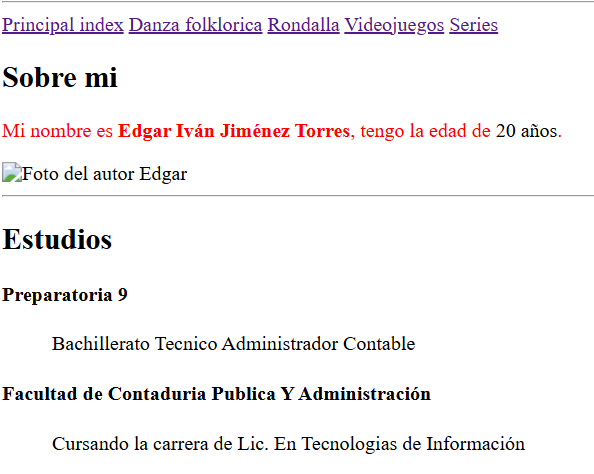 Principal index Danza folklorica Rondalla Videojuegos Series
Sobre mi
Mi nombre es Edgar Iván Jiménez Torres, tengo la edad de 20 años.
Foto del autor Edgar
Estudios
Preparatoria 9
Bachillerato Tecnico Administrador Contable
Facultad de Contaduria Publica Y Administración
Cursando la carrera de Lic. En Tecnologias de Información